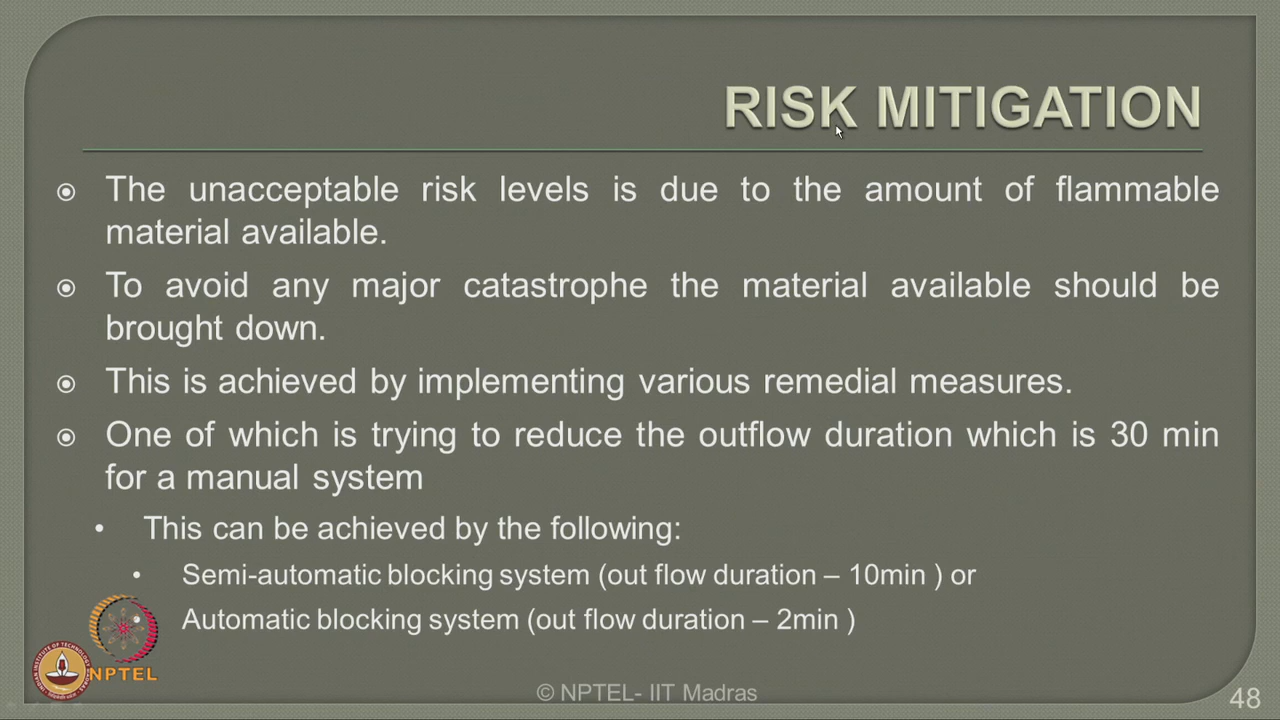 RISK MITIGATION
The unacceptable risk levels is due to the amount of flammable
material available.
To avoid any major catastrophe the material available should be
brought down.
This is achieved by implementing various remedial measures.
One of which is trying to reduce the outflow duration which is 30 min
for a manual system
This can be achieved by the following:
Semi-automatic blocking system (out flow duration – 10min ) or
Automatic blocking system (out flow duration – 2min )
NPTEL
© NPTEL- IIT Madras
48